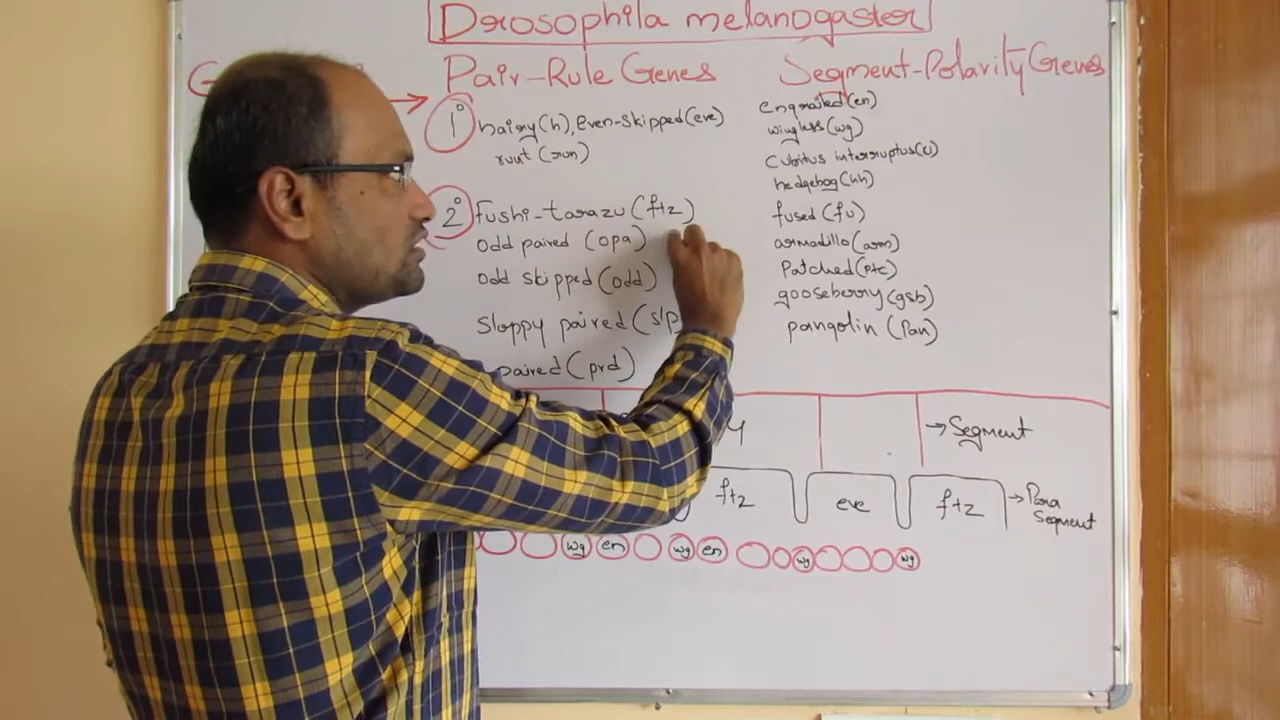 Drosophila melanogaster
Pair-Rule Genes
1° hairy(h), even-skipped(eve)
runt (run)
2° Fushi-tarazu (ftz)
odd paired (opa)
odd skipped (odd)
sloppy paired (slp
paired (prd)
Segment-Polarity Genes
engrailed(en)
wingless(wg)
Cubitus interruptus(ci)
hedgehog(hh)
fused (fu)
armadillo(arm)
Patched(ptc)
gooseberry(gsb)
pangolin (Pan)
4 → Segment
ftz eve ftz → Para
Segment
wg en wg en wg wg